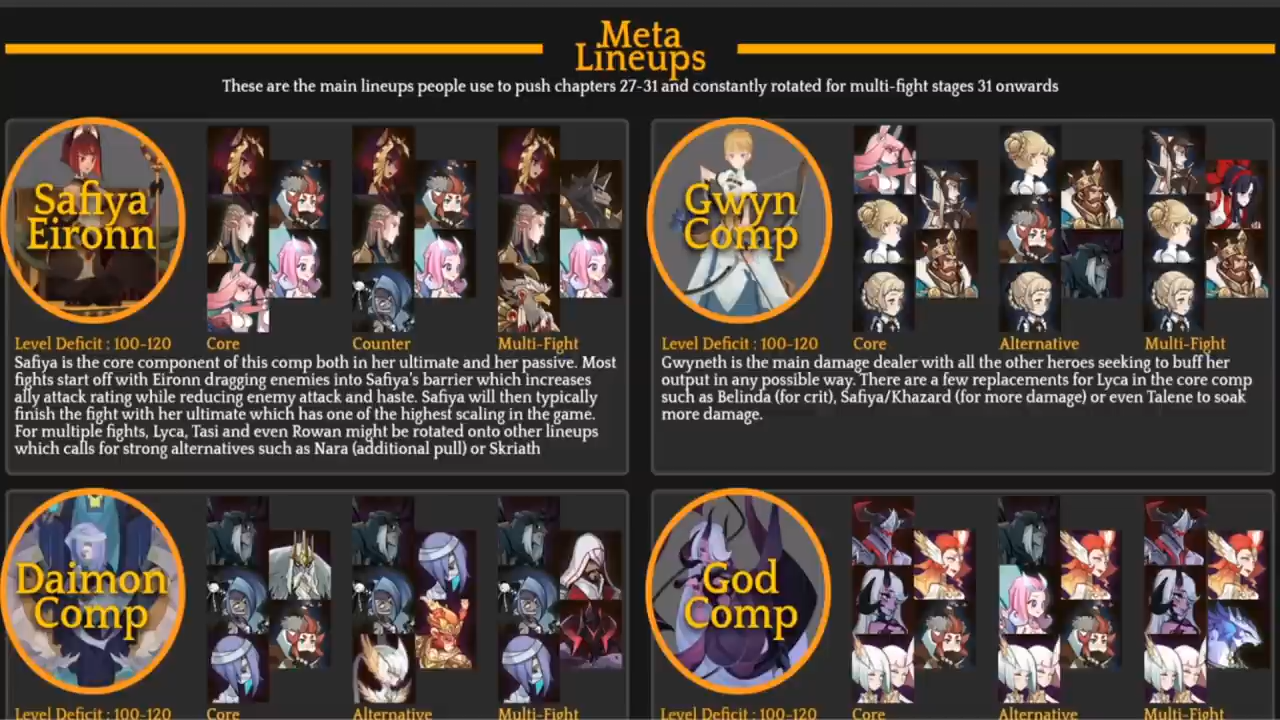 Meta
Lineups
These are the main lineups people use to push chapters 27-31 and constantly rotated for multi-fight stages 31 onwards
Safiya
Eironn
Level Deficit : 100-120
Core
Counter
Multi-Fight
Safiya is the core component of this comp both in her ultimate and her passive. Most
fights start off with Eironn dragging enemies into Safiya's barrier which increases
ally attack rating while reducing enemy attack and haste. Safiya will then typically
finish the fight with her ultimate which has one of the highest scaling in the game.
For multiple fights, Lyca, Tasi and even Rowan might be rotated onto other lineups
which calls for strong alternatives such as Nara (additional pull) or Skriath
Gwyn
Comp
Level Deficit : 100-120
Core
Alternative
Multi-Fight
Gwyneth is the main damage dealer with all the other heroes seeking to buff her
output in any possible way. There are a few replacements for Lyca in the core comp
such as Belinda (for crit), Safiya/Khazard (for more damage) or even Talene to soak
more damage.
Daimon
Comp
Level Deficit : 100-120
Core
Alternative
Multi-Fight
God
Comp
Level Deficit : 100-120
Core
Alternative
Multi-Fight